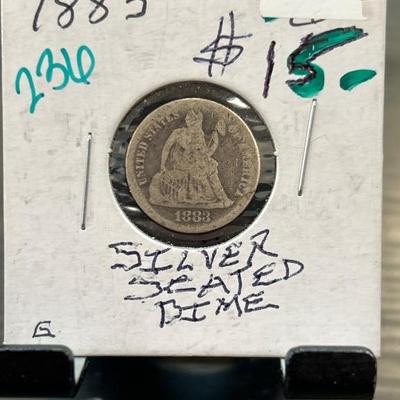 1883
236
$15.-
UNITED STATES OF AMERICA
1883
SILVER
SEATED
DIME
G